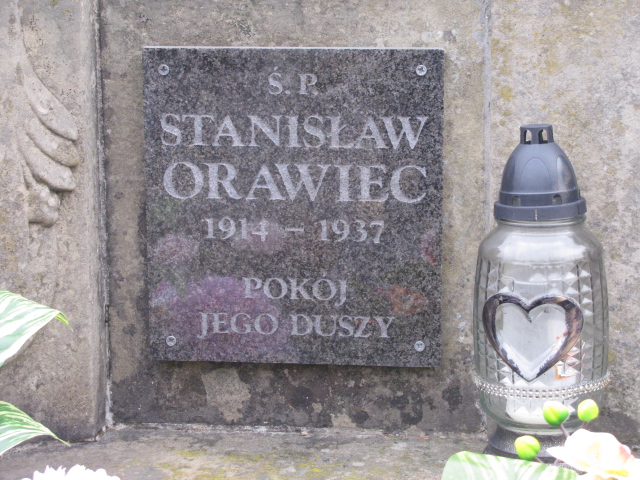 Ś.P.
STANISŁAW
ORAWIEC
1914 – 1937
POKÓJ
JEGO DUSZY